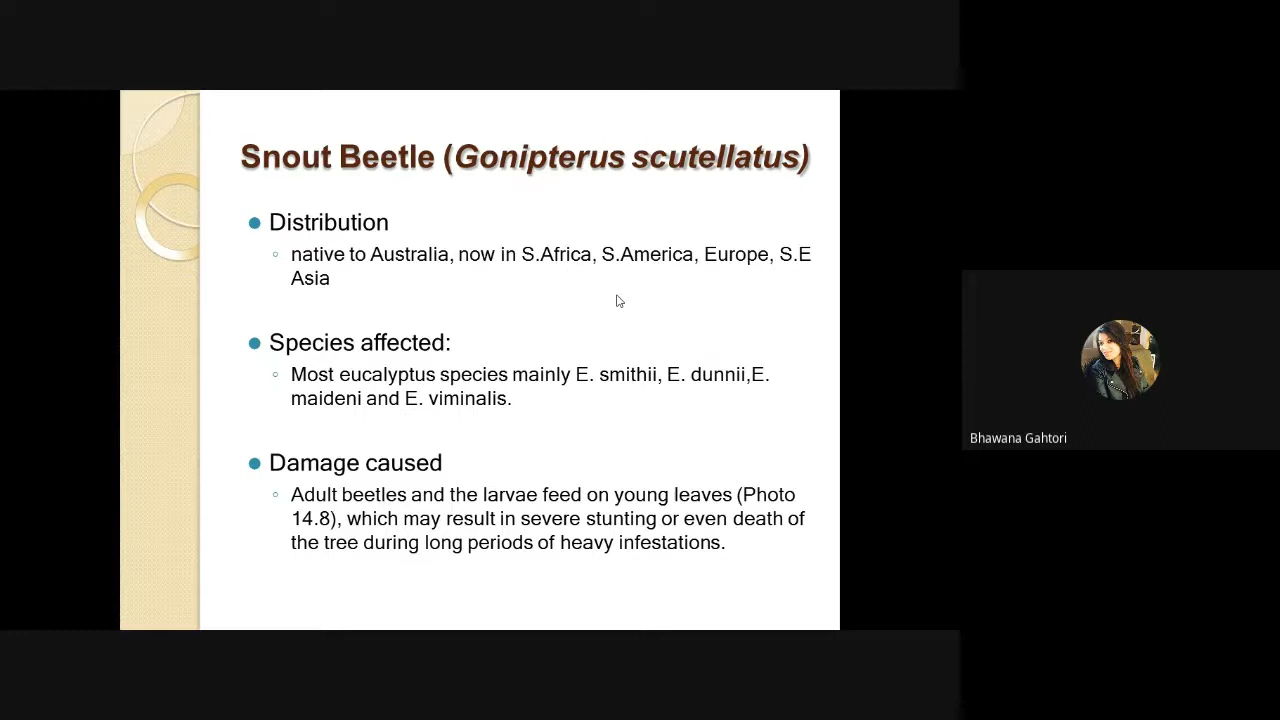 Snout Beetle (Gonipterus scutellatus)
Distribution
native to Australia, now in S.Africa, S.America, Europe, S.E
Asia
Species affected:
Most eucalyptus species mainly E. smithii, E. dunnii,E.
maideni and E. viminalis.
Damage caused
Adult beetles and the larvae feed on young leaves (Photo
14.8), which may result in severe stunting or even death of
the tree during long periods of heavy infestations.
Bhawana Gahtori